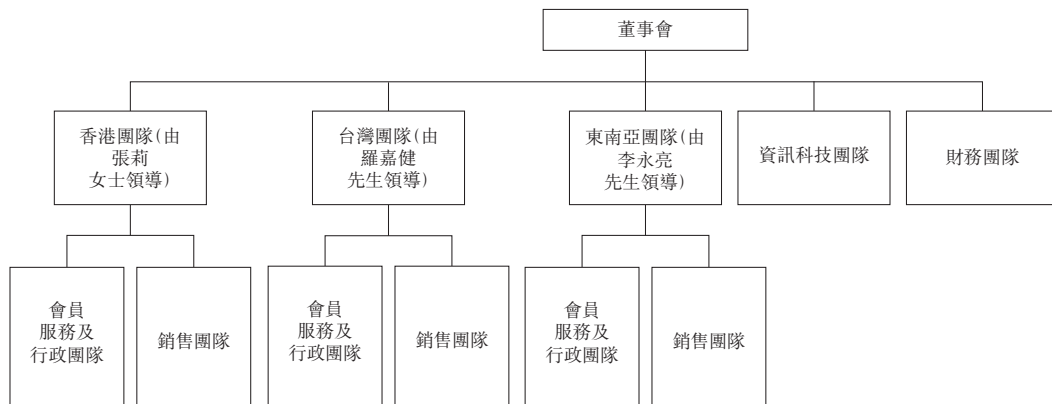 董事會
香港團隊(由
張莉
女士領導)
台灣團隊(由
羅嘉健
先生領導)
東南亞團隊(由
李永亮
先生領導)
資訊科技團隊
財務團隊
會員
服務及
行政團隊
銷售團隊
會員
服務及
行政團隊
銷售團隊
會員
服務及
行政團隊
銷售團隊